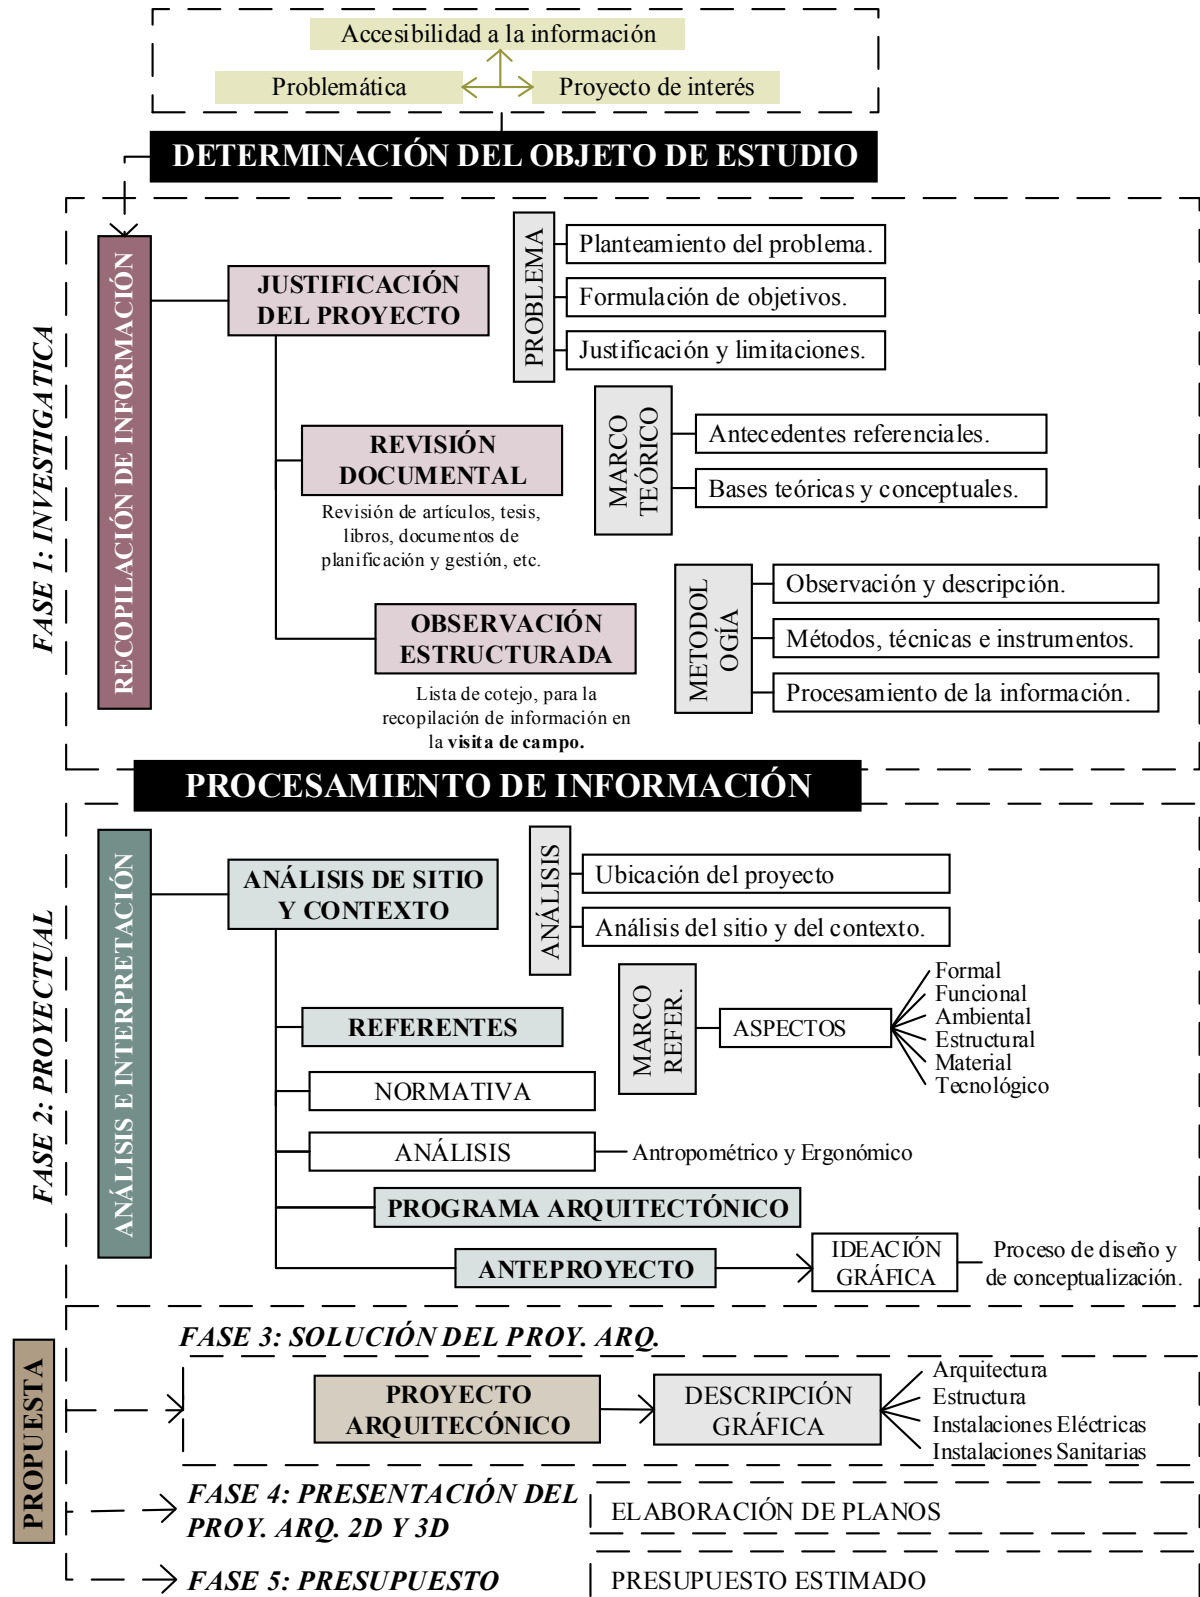 Accesibilidad a la información
Problemática
Proyecto de interés
DETERMINACIÓN DEL OBJETO DE ESTUDIO
FASE 1: INVESTIGATICA
RECOPILACIÓN DE INFORMACIÓN
JUSTIFICACIÓN
DEL PROYECTO
PROBLEMA
Planteamiento del problema.
Formulación de objetivos.
Justificación y limitaciones.
REVISIÓN
DOCUMENTAL
Revisión de artículos, tesis,
libros, documentos de
planificación y gestión, etc.
MARCO
TEÓRICO
Antecedentes referenciales.
Bases teóricas y conceptuales.
OBSERVACIÓN
ESTRUCTURADA
Lista de cotejo, para la
recopilación de información en
la visita de campo.
METODOL
OGÍA
Observación y descripción.
Métodos, técnicas e instrumentos.
Procesamiento de la información.
PROCESAMIENTO DE INFORMACIÓN
FASE 2: PROYECTUAL
ANÁLISIS E INTERPRETACIÓN
ANÁLISIS DE SITIO
Y CONTEXTO
ANÁLISIS
Ubicación del proyecto
Análisis del sitio y del contexto.
REFERENTES
MARCO
REFER.
ASPECTOS
Formal
Funcional
Ambiental
Estructural
Material
Tecnológico
NORMATIVA
ANÁLISIS
Antropométrico y Ergonómico
PROGRAMA ARQUITECTÓNICO
ANTEPROYECTO
IDEACIÓN
GRÁFICA
Proceso de diseño y
de conceptualización.
PROPUESTA
FASE 3: SOLUCIÓN DEL PROY. ARQ.
PROYECTO
ARQUITECÓNICO
DESCRIPCIÓN
GRÁFICA
Arquitectura
Estructura
Instalaciones Eléctricas
Instalaciones Sanitarias
FASE 4: PRESENTACIÓN DEL
PROY. ARQ. 2D Y 3D
ELABORACIÓN DE PLANOS
FASE 5: PRESUPUESTO
PRESUPUESTO ESTIMADO